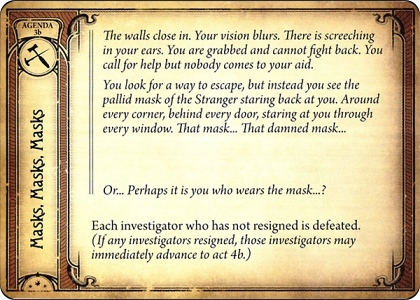 AGENDA
3b
Masks, Masks, Masks
The walls close in. Your vision blurs. There is screeching
in your ears. You are grabbed and cannot fight back. You
call for help but nobody comes to your aid.
You look for a way to escape, but instead you see the
pallid mask of the Stranger staring back at you. Around
every corner, behind every door, staring at you through
every window. That mask... That damned mask...
Or... Perhaps it is you who wears the mask...?
Each investigator who has not resigned is defeated.
(If any investigators resigned, those investigators may
immediately advance to act 4b.)